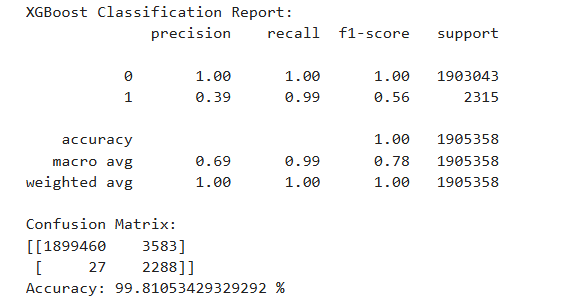 XGBoost Classification Report:
precision recall f1-score support
0 1.00 1.00 1.00 1903043
1 0.39 0.99 0.56 2315
accuracy 1.00 1905358
macro avg 0.69 0.99 0.78 1905358
weighted avg 1.00 1.00 1.00 1905358
Confusion Matrix:
[[1899460 3583]
[ 27 2288]]
Accuracy: 99.81053429329292 %